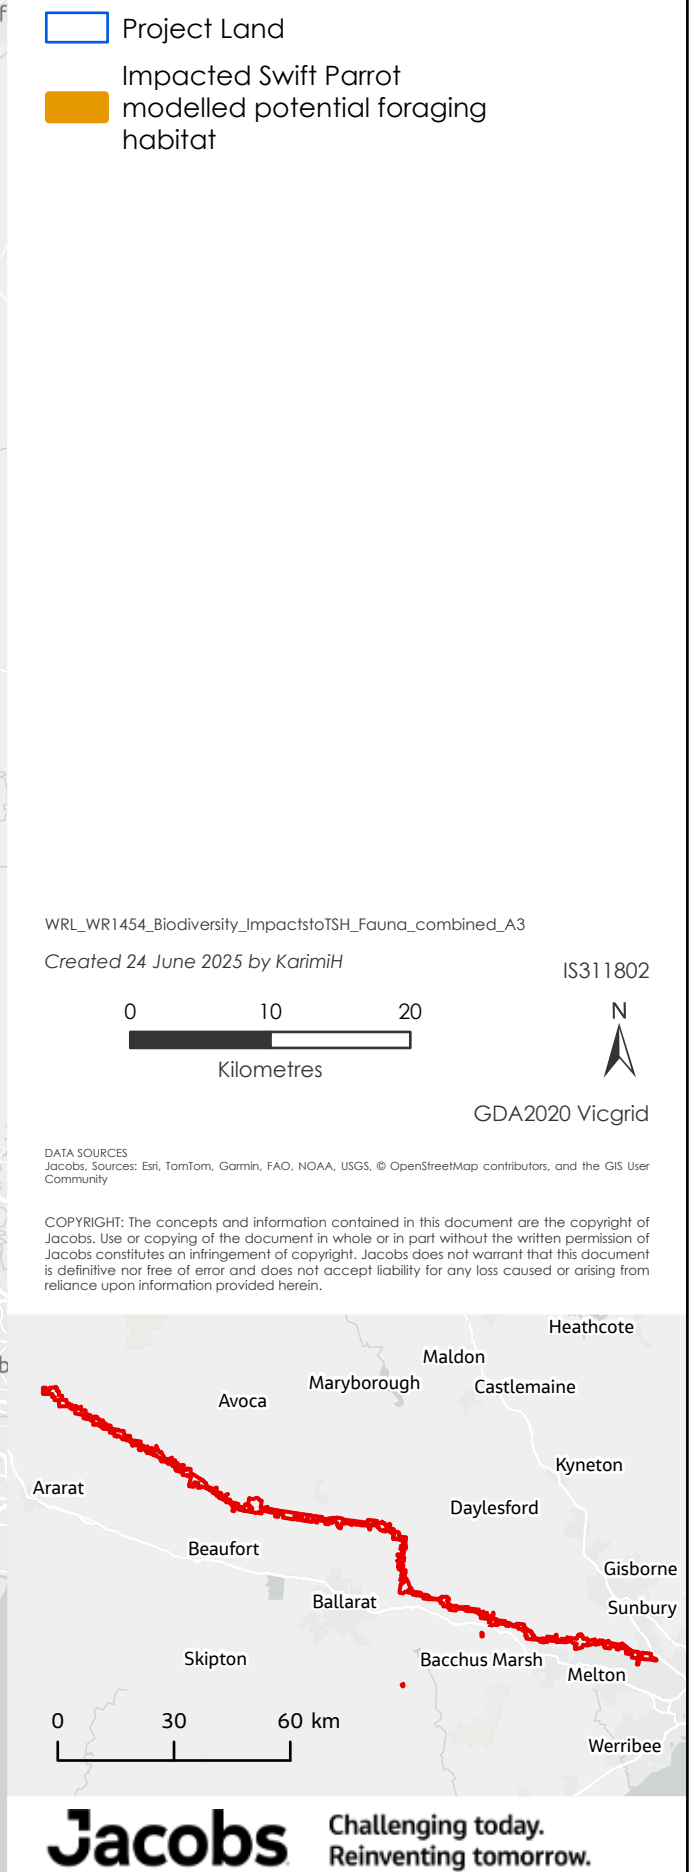 Project Land
Impacted Swift Parrot
modelled potential foraging
habitat
WRL_WR1454_Biodiversity_ImpactstoTSH_Fauna_combined_A3
Created 24 June 2025 by KarimiH
IS311802
0 10 20
Kilometres
N
GDA2020 Vicgrid
DATA SOURCES
Jacobs, Sources: Esri, TomTom, Garmin, FAO, NOAA, USGS, © OpenStreetMap contributors, and the GIS User
Community
COPYRIGHT: The concepts and information contained in this document are the copyright of
Jacobs. Use or copying of the document in whole or in part without the written permission of
Jacobs constitutes an infringement of copyright. Jacobs does not warrant that this document
is definitive nor free of error and does not accept liability for any loss caused or arising from
reliance upon information provided herein.
Heathcote
Maldon
Maryborough
Castlemaine
Avoca
Kyneton
Ararat
Daylesford
Beaufort
Gisborne
Ballarat
Sunbury
Skipton
Bacchus Marsh
Melton
0 30 60 km
Werribee
Jacobs
Challenging today.
Reinventing tomorrow.